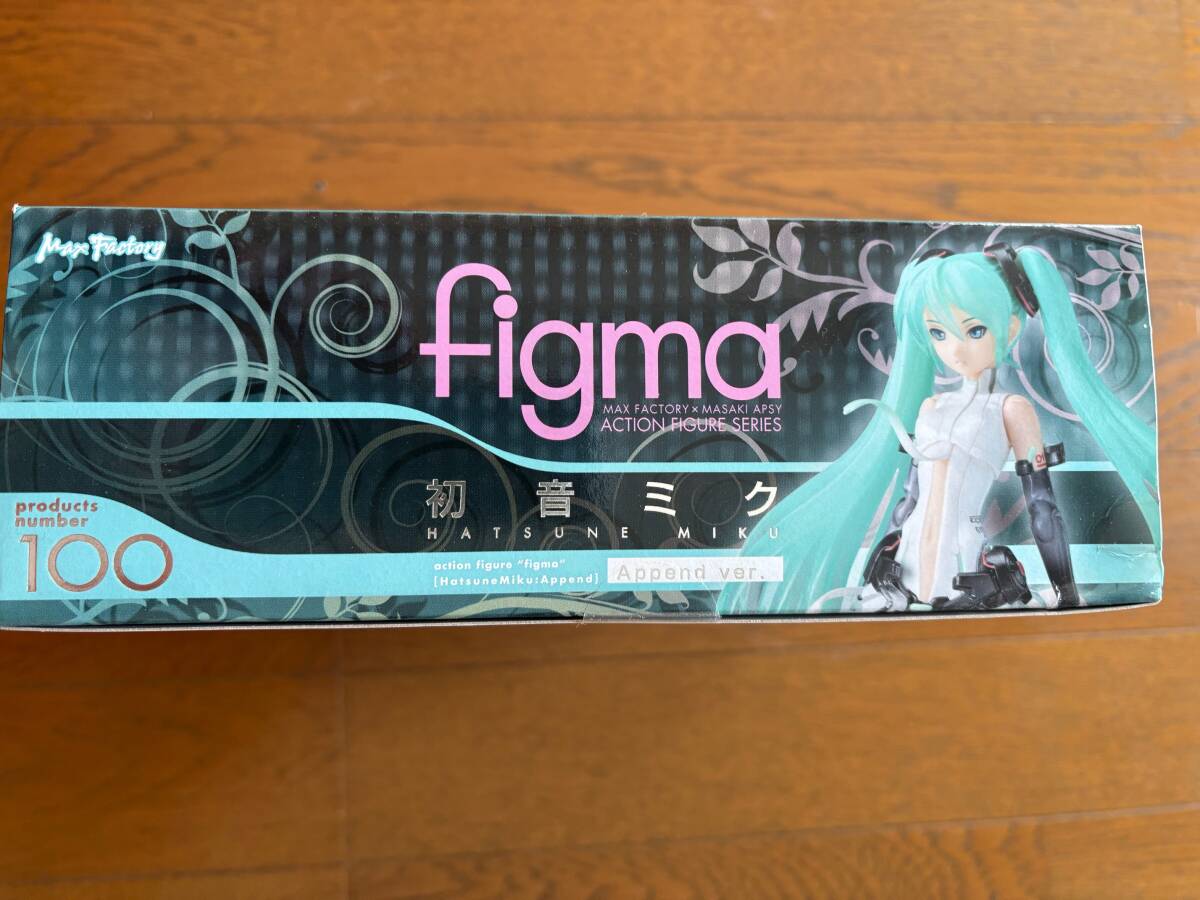 Max Factory
figma
MAX FACTORY × MASAKI APSY
ACTION FIGURE SERIES
初音ミク
HATSUNE MIKU
products
number
100
action figure "figma"
[HatsuneMiku:Append]
Append ver.